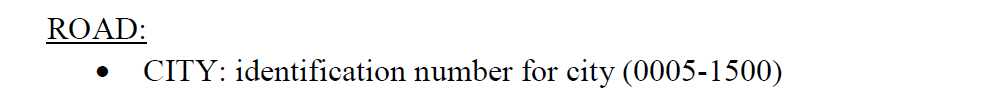 ROAD:
• CITY: identification number for city (0005-1500)